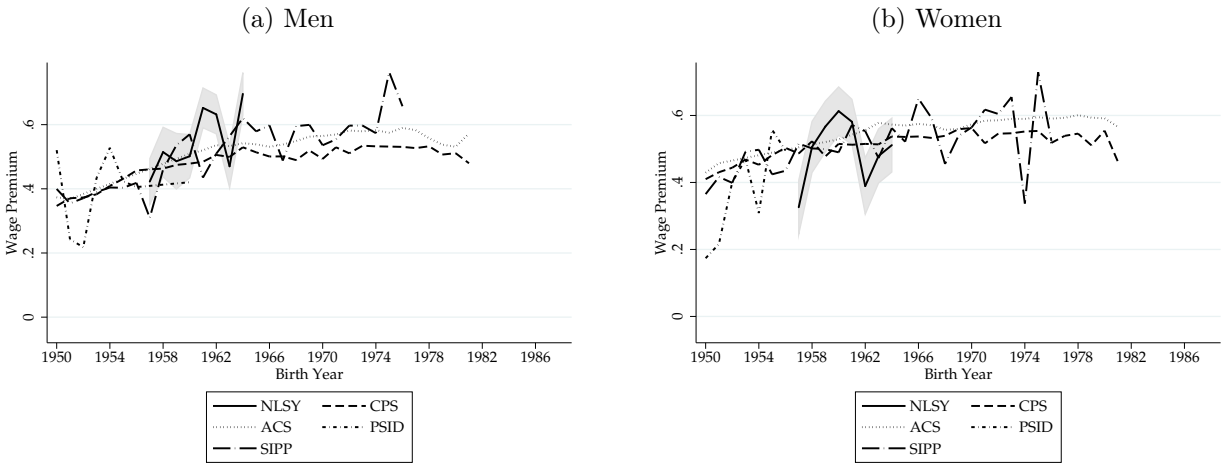 (a) Men
Wage Premium
.6
.4
.2
0
1950 1954 1958 1962 1966 1970 1974 1978 1982 1986
Birth Year
NLSY CPS
ACS PSID
SIPP
(b) Women
Wage Premium
.6
.4
.2
0
1950 1954 1958 1962 1966 1970 1974 1978 1982 1986
Birth Year
NLSY CPS
ACS PSID
SIPP